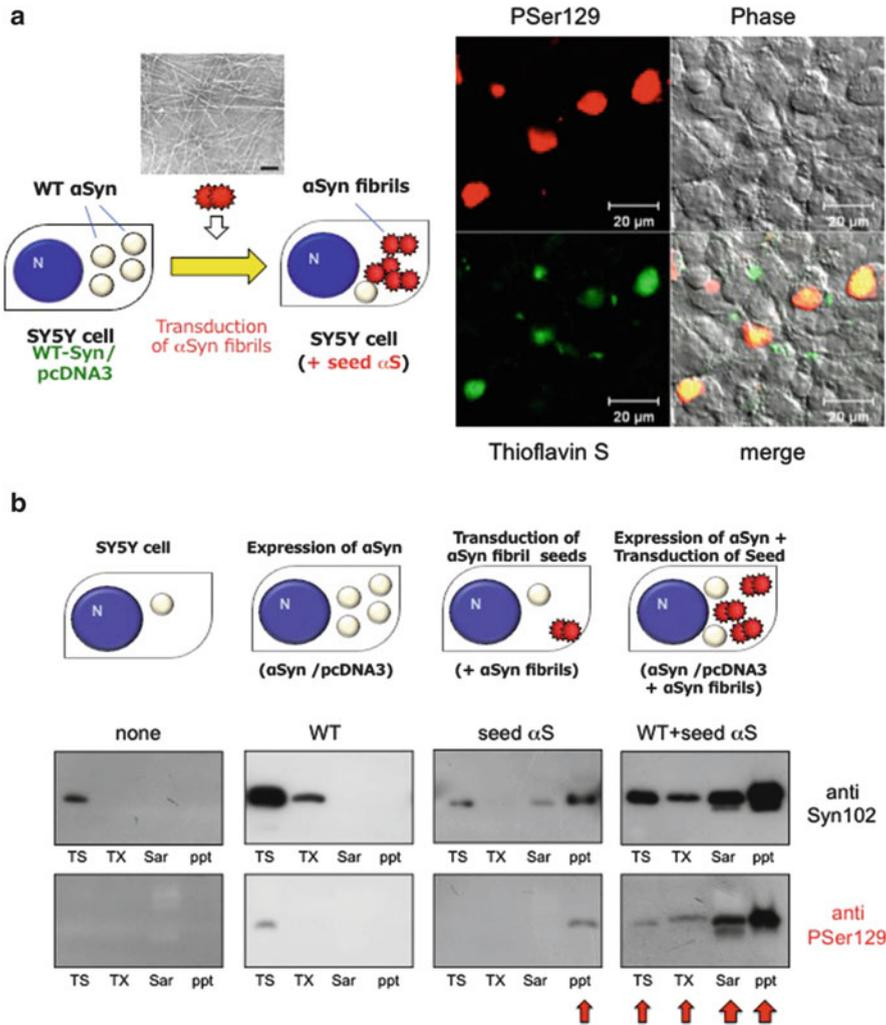 a
PSer129
Phase
WT αSyn
αSyn fibrils
N
N
SY5Y cell
WT-Syn/
pcDNA3
Transduction
of αSyn fibrils
SY5Y cell
(+ seed αS)
20 µm
20 µm
20 µm
20 µm
Thioflavin S
merge
b
SY5Y cell
Expression of αSyn
Transduction of
αSyn fibril seeds
Expression of αSyn +
Transduction of Seed
N
N
N
N
(αSyn /pcDNA3)
(+ αSyn fibrils)
(αSyn /pcDNA3
+ αSyn fibrils)
none
WT
seed αS
WT+seed αS
anti
Syn102
TS TX Sar ppt
TS TX Sar ppt
TS TX Sar ppt
TS TX Sar ppt
anti
PSer129
TS TX Sar ppt
TS TX Sar ppt
TS TX Sar ppt
TS TX Sar ppt